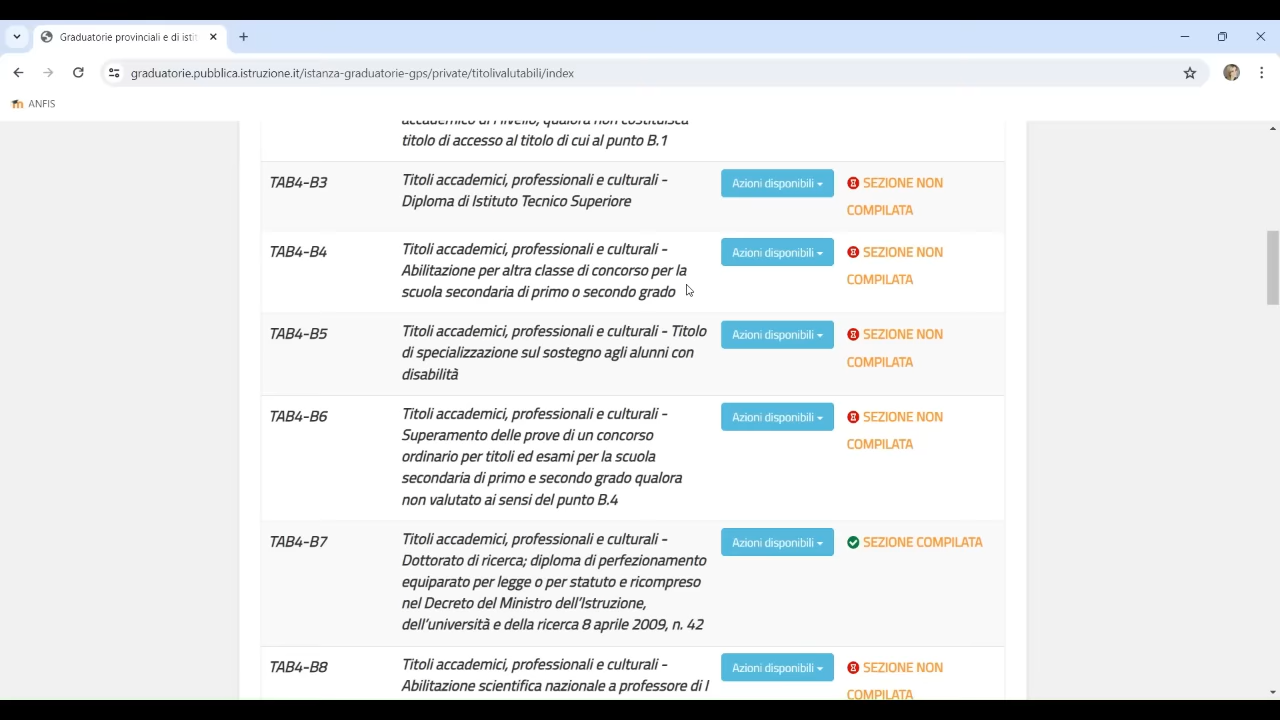 Graduatorie provinciali e di istit
graduatorie.pubblica.istruzione.it/istanza-graduatorie-gps/private/titolivalutabili/index
ANFIS
accademico di I livello, qualora non costituisca
titolo di accesso al titolo di cui al punto B.1
TAB4-B3
Titoli accademici, professionali e culturali -
Diploma di Istituto Tecnico Superiore
Azioni disponibili
SEZIONE NON
COMPILATA
TAB4-B4
Titoli accademici, professionali e culturali -
Abilitazione per altra classe di concorso per la
scuola secondaria di primo o secondo grado
Azioni disponibili
SEZIONE NON
COMPILATA
TAB4-B5
Titoli accademici, professionali e culturali - Titolo
di specializzazione sul sostegno agli alunni con
disabilità
Azioni disponibili
SEZIONE NON
COMPILATA
TAB4-B6
Titoli accademici, professionali e culturali -
Superamento delle prove di un concorso
ordinario per titoli ed esami per la scuola
secondaria di primo e secondo grado qualora
non valutato ai sensi del punto B.4
Azioni disponibili
SEZIONE NON
COMPILATA
TAB4-B7
Titoli accademici, professionali e culturali -
Dottorato di ricerca; diploma di perfezionamento
equiparato per legge o per statuto e ricompreso
nel Decreto del Ministro dell'Istruzione,
dell'università e della ricerca 8 aprile 2009, n. 42
Azioni disponibili
SEZIONE COMPILATA
TAB4-B8
Titoli accademici, professionali e culturali -
Abilitazione scientifica nazionale a professore di I
Azioni disponibili
SEZIONE NON
COMPILATA